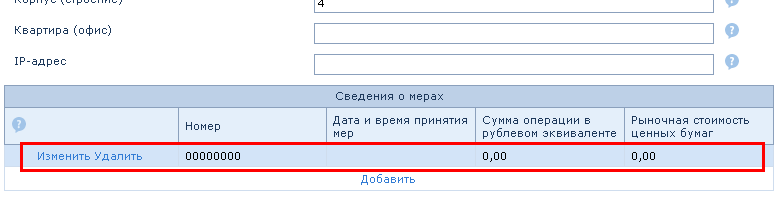 Корпус (строение) 4
Квартира (офис)
IP-адрес
Сведения о мерах
Номер
Дата и время принятия мер
Сумма операции в рублевом эквиваленте
Рыночная стоимость ценных бумаг
Изменить Удалить 00000000 0,00 0,00
Добавить